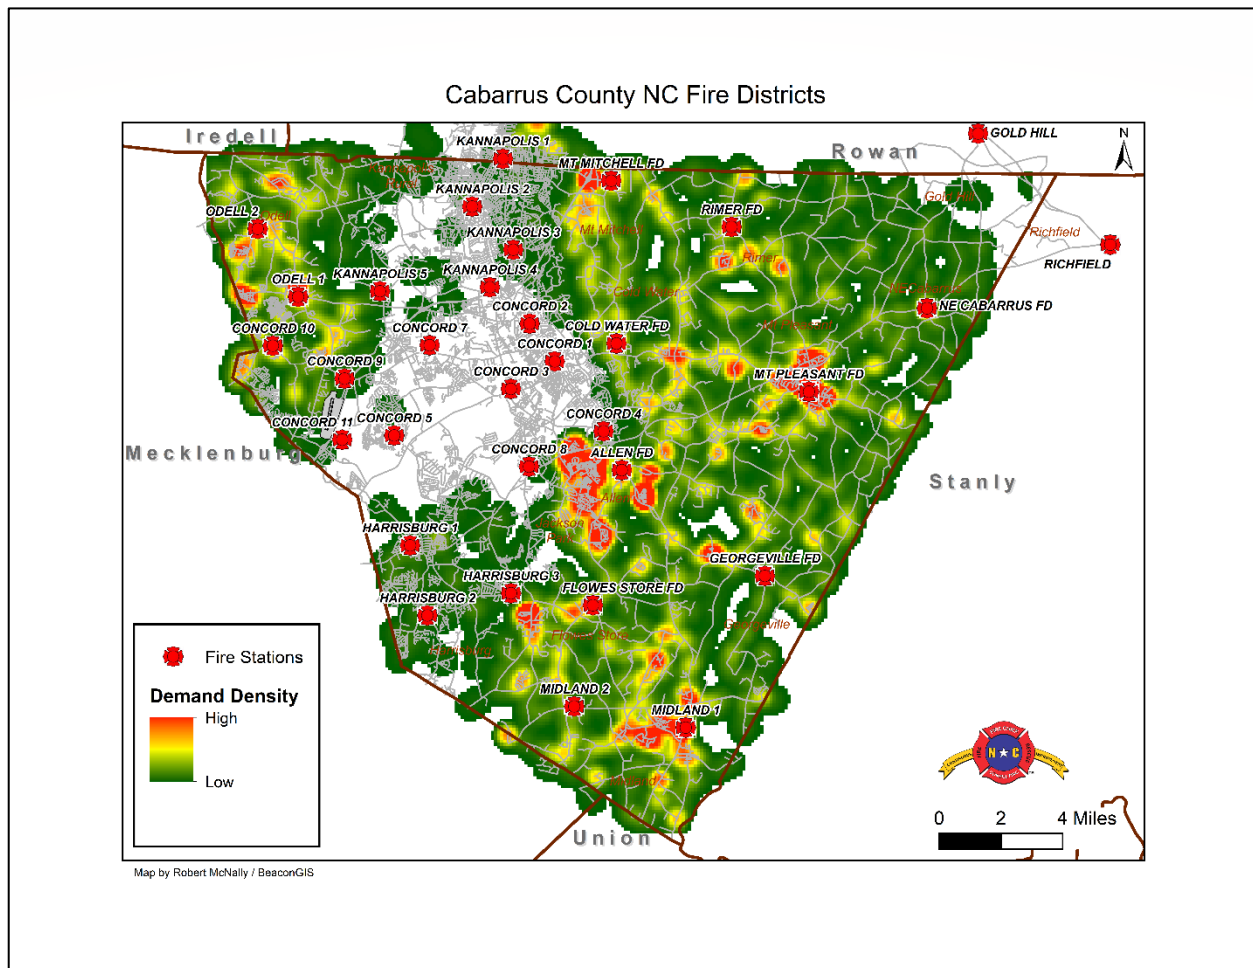 Cabarrus County NC Fire Districts
Iredell
Rowan
N
KANNAPOLIS 1
GOLD HILL
MT MITCHELL FD
KANNAPOLIS 2
Gold Hill
ODELL 2
Odell
RIMER FD
Mt Mitchell
KANNAPOLIS 3
Richfield
RICHFIELD
Rimer
KANNAPOLIS 4
KANNAPOLIS 5
ODELL 1
Cold Water
NE CABARRUS FD
CONCORD 2
CONCORD 10
CONCORD 7
COLD WATER FD
Mt Pleasant
CONCORD 1
CONCORD 9
CONCORD 3
MT PLEASANT FD
CONCORD 4
CONCORD 11
CONCORD 5
Mecklenburg
CONCORD 8
ALLEN FD
Allen
Stanly
Jackson
Park
HARRISBURG 1
GEORGEVILLE FD
HARRISBURG 3
FLOWES STORE FD
HARRISBURG 2
Georgeville
Flowes Store
Harrisburg
Fire Stations
Demand Density
High
Low
MIDLAND 2
MIDLAND 1
Midland
N C
0 2 4 Miles
Union
Map by Robert McNally / BeaconGIS